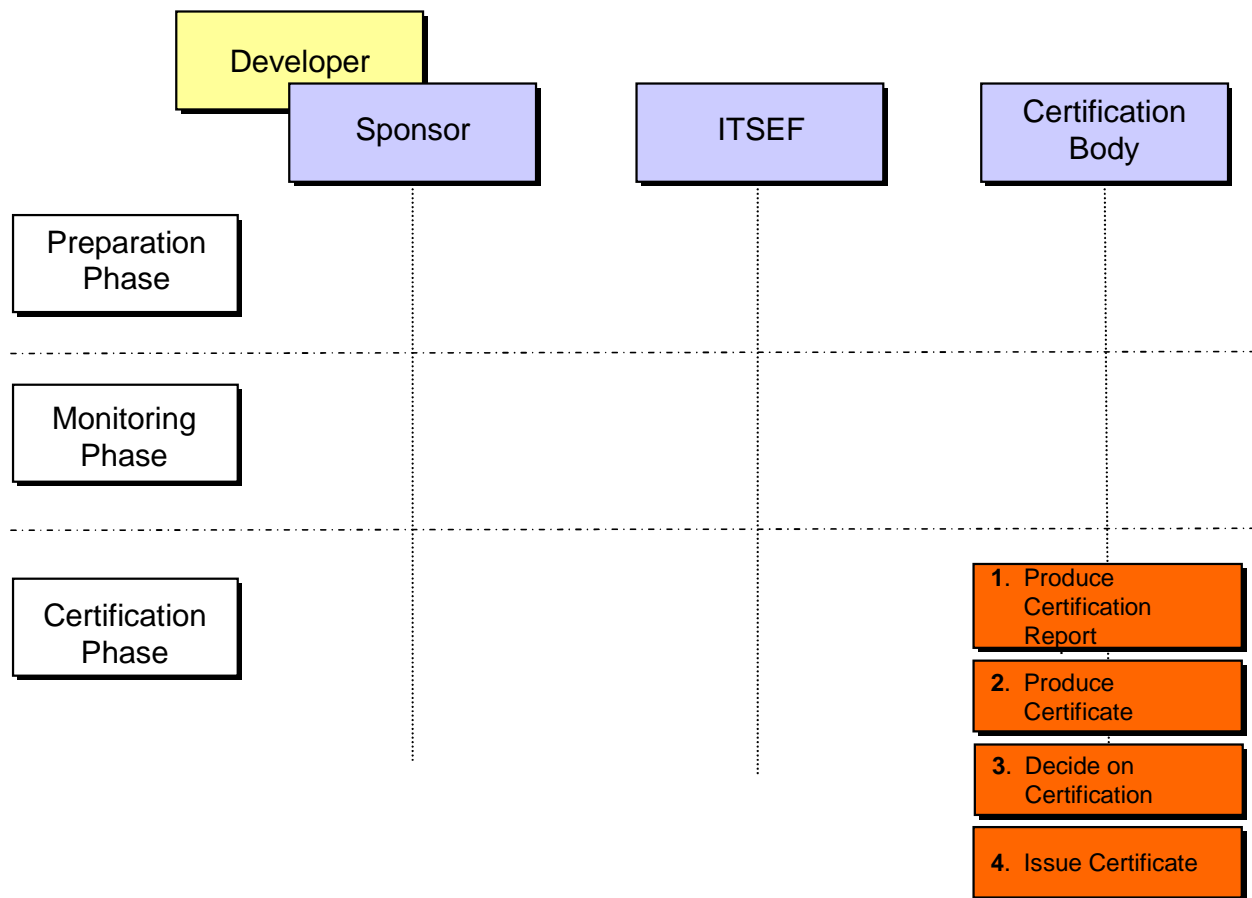 Developer
Sponsor
ITSEF
Certification
Body
Preparation
Phase
Monitoring
Phase
Certification
Phase
1. Produce
Certification
Report
2. Produce
Certificate
3. Decide on
Certification
4. Issue Certificate